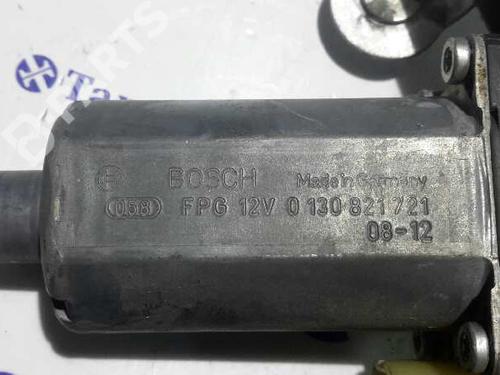 BOSCH Made in Germany
058 FPG 12V 0 130 821 721
08-12